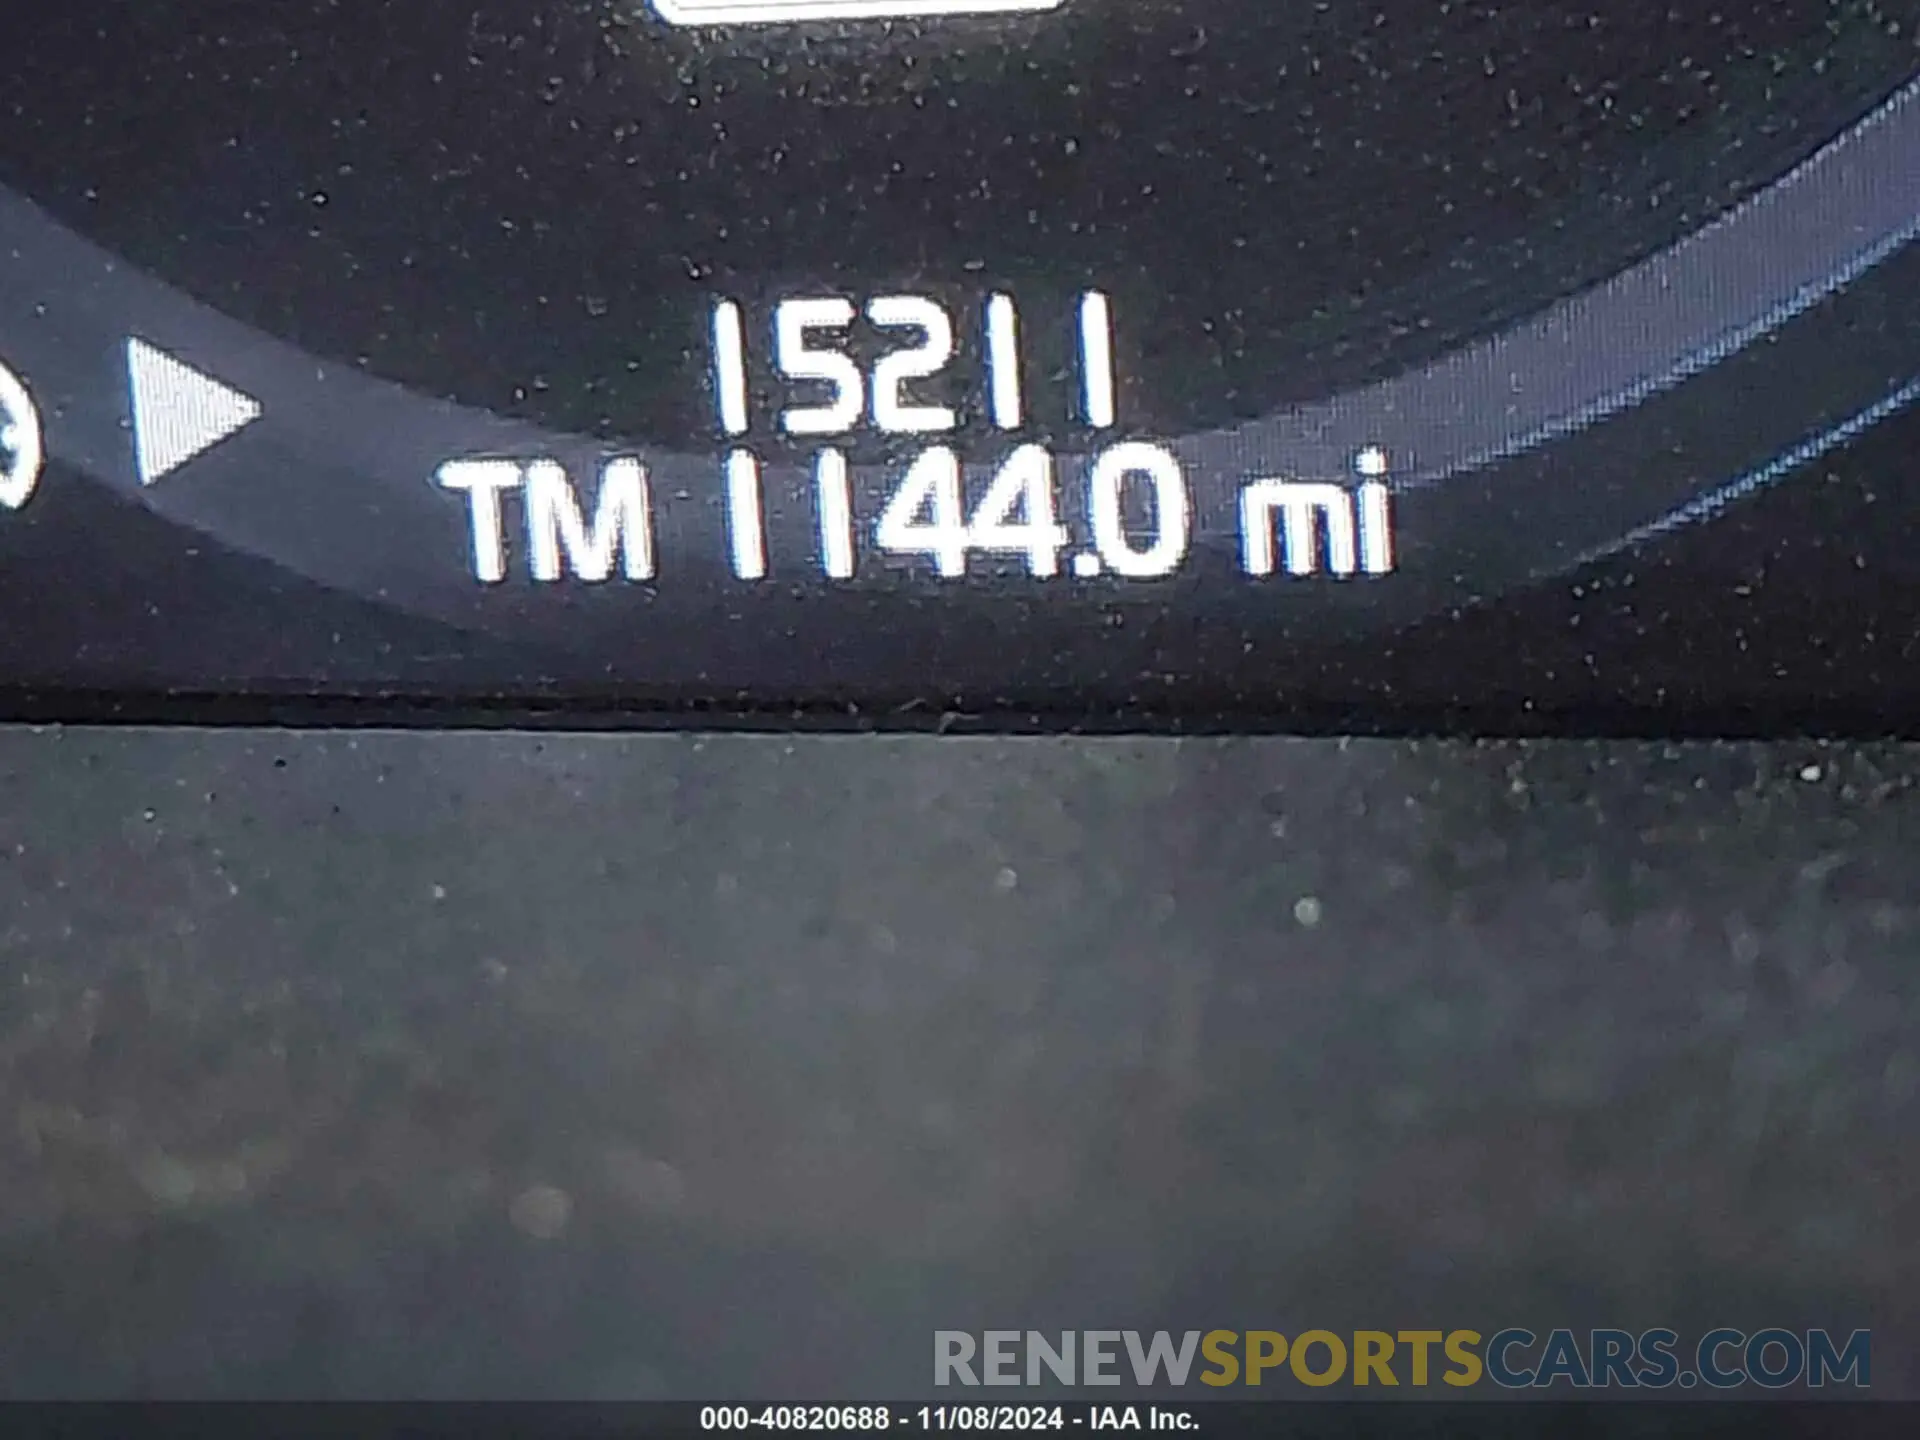 15211
TM 1144.0 mi
RENEWSPORTSCARS.COM
000-40820688 - 11/08/2024 - IAA Inc.